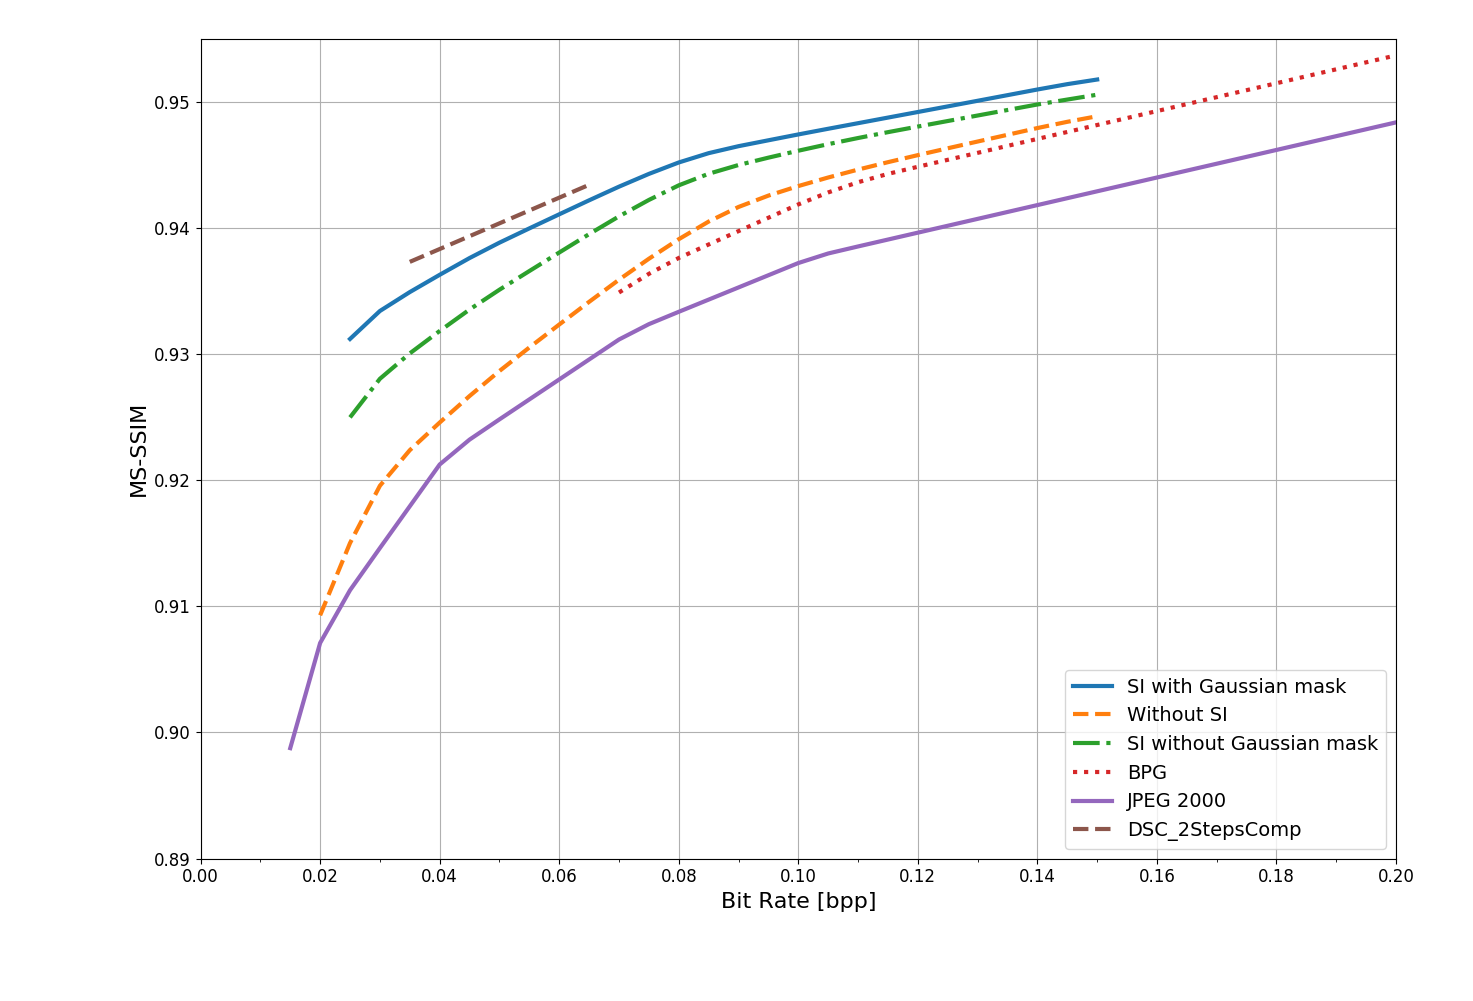 0.95
0.94
0.93
0.92
0.91
0.90
0.89
MS-SSIM
0.00 0.02 0.04 0.06 0.08 0.10 0.12 0.14 0.16 0.18 0.20
Bit Rate [bpp]
SI with Gaussian mask
Without SI
SI without Gaussian mask
BPG
JPEG 2000
DSC_2StepsComp